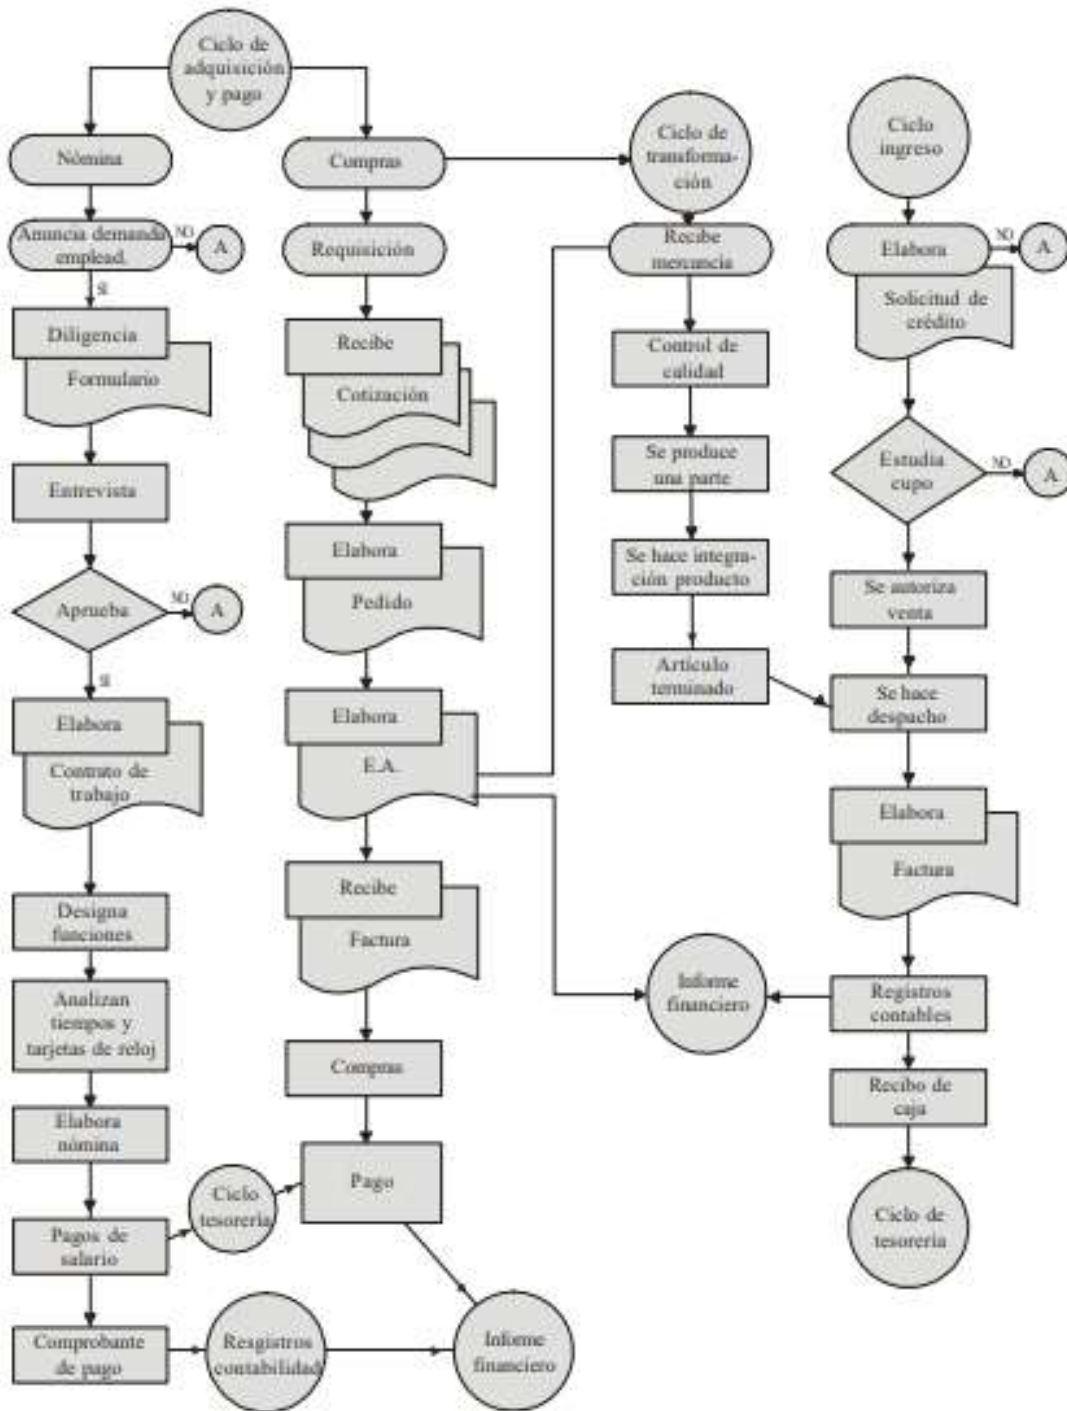 Ciclo de
adquisición
y pago
Nómina
Anuncia demanda
emplead.
NO
A
SI
Diligencia
Formulario
Entrevista
Aprueba
NO
A
SI
Elabora
Contrato de
trabajo
Designa
funciones
Analizan
tiempos y
tarjetas de reloj
Elabora
nómina
Pagos de
salario
Comprobante
de pago
Ciclo
tesorería
Resgistros
contabilidad
Compras
Requisición
Recibe
Cotización
Elabora
Pedido
Elabora
E.A.
Recibe
Factura
Compras
Pago
Informe
financiero
Ciclo de
transforma-
ción
Recibe
mercancia
Control de
calidad
Se produce
una parte
Se hace integra-
ción producto
Artículo
terminado
Informe
financiero
Ciclo
ingreso
Elabora
NO
A
Solicitud de
crédito
Estudia
cupo
NO
A
Se autoriza
venta
Se hace
despacho
Elabora
Factura
Registros
contables
Recibo de
caja
Ciclo de
tesorería